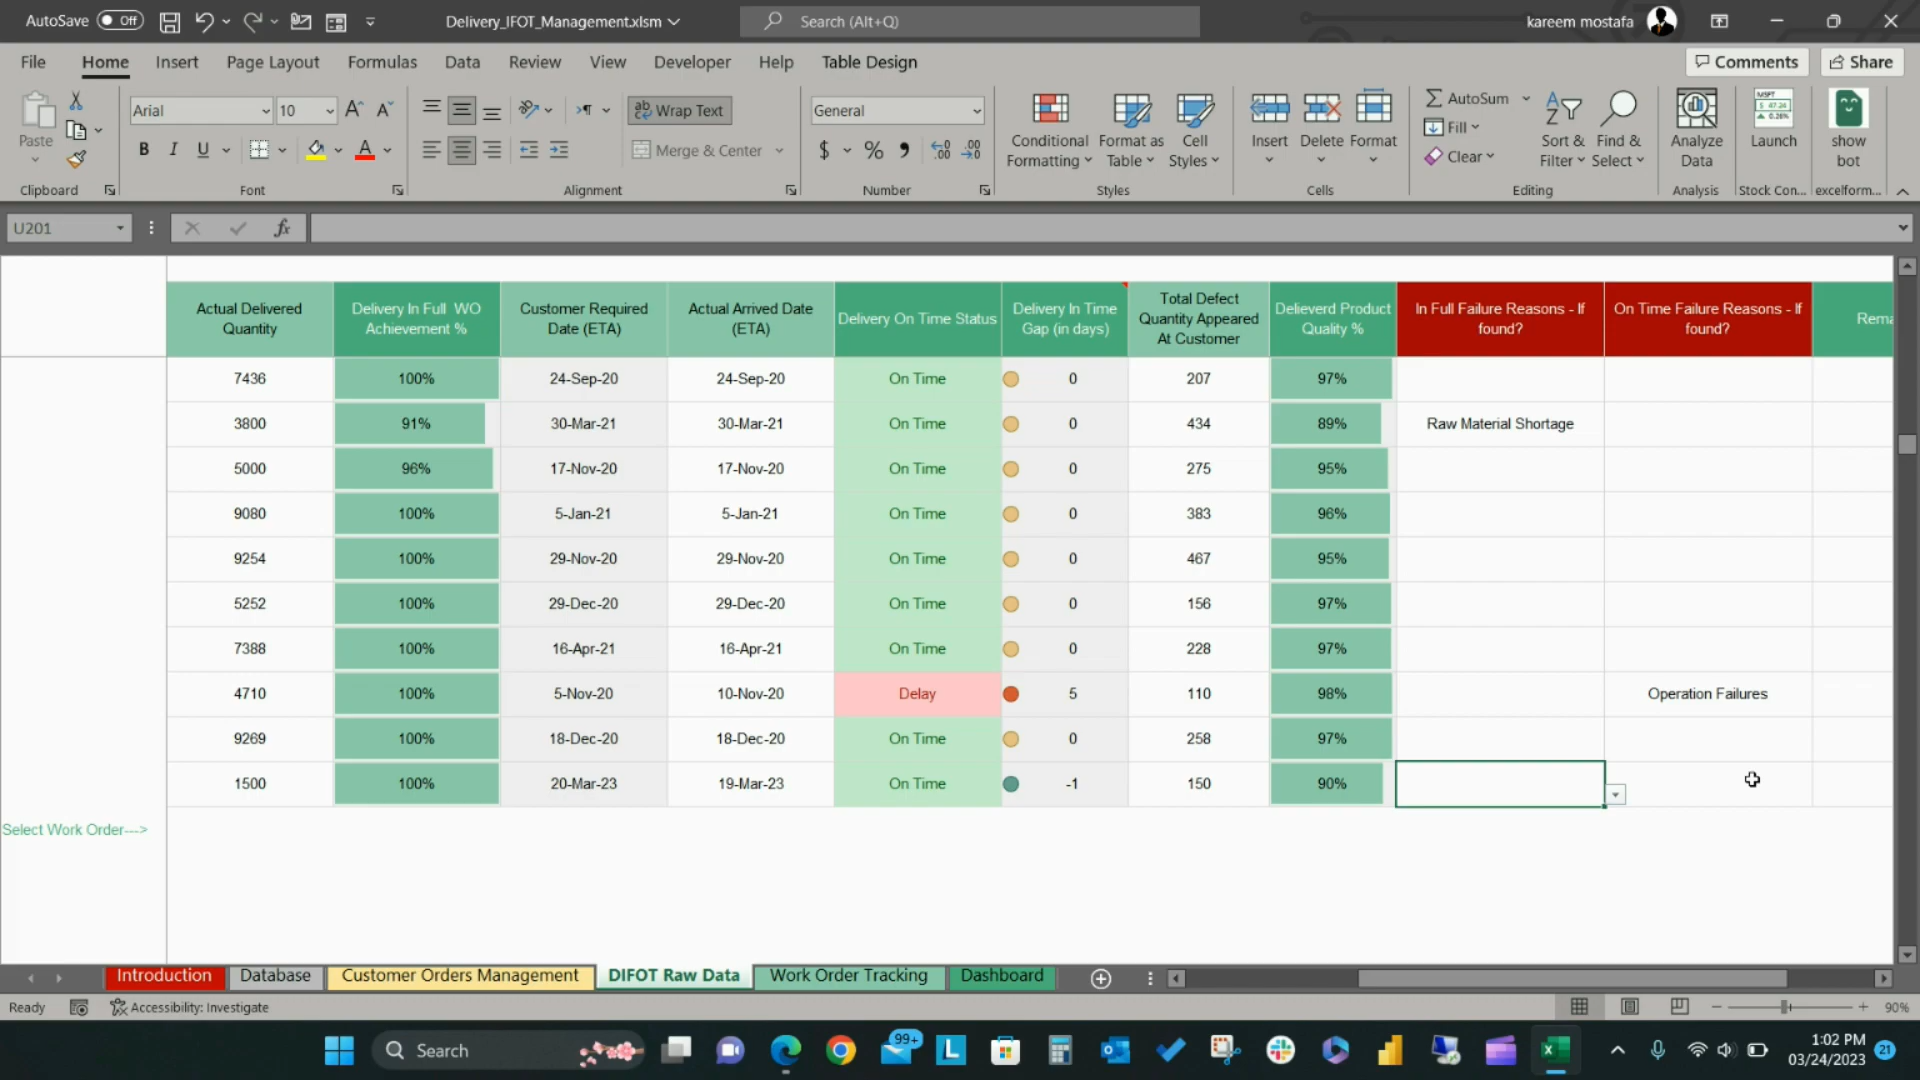 AutoSave Off
Delivery_IFOT_Management.xlsm
Search (Alt+Q)
kareem mostafa
File Home Insert Page Layout Formulas Data Review View Developer Help Table Design
Comments Share
Paste
Clipboard
Arial 10
B I U A
Font
Wrap Text
Merge & Center
Alignment
General
$ % 9 .00 .00
Number
Conditional Formatting
Format as Table
Cell Styles
Styles
Insert Delete Format
Cells
AutoSum
Fill
Clear
Sort & Filter
Find & Select
Editing
Analyze Data
Analysis
MSFT
$ 47.24
0.28%
Launch
Stock Con...
show bot
excelform...
U201
fx
Actual Delivered Quantity
Delivery In Full WO Achievement %
Customer Required Date (ETA)
Actual Arrived Date (ETA)
Delivery On Time Status
Delivery In Time Gap (in days)
Total Defect Quantity Appeared At Customer
Delieverd Product Quality %
In Full Failure Reasons - If found?
On Time Failure Reasons - If found?
Rema
7436 100% 24-Sep-20 24-Sep-20 On Time 0 207 97%
3800 91% 30-Mar-21 30-Mar-21 On Time 0 434 89% Raw Material Shortage
5000 96% 17-Nov-20 17-Nov-20 On Time 0 275 95%
9080 100% 5-Jan-21 5-Jan-21 On Time 0 383 96%
9254 100% 29-Nov-20 29-Nov-20 On Time 0 467 95%
5252 100% 29-Dec-20 29-Dec-20 On Time 0 156 97%
7388 100% 16-Apr-21 16-Apr-21 On Time 0 228 97%
4710 100% 5-Nov-20 10-Nov-20 Delay 5 110 98% Operation Failures
9269 100% 18-Dec-20 18-Dec-20 On Time 0 258 97%
1500 100% 20-Mar-23 19-Mar-23 On Time -1 150 90%
Select Work Order--->
Introduction Database Customer Orders Management DIFOT Raw Data Work Order Tracking Dashboard
Ready Accessibility: Investigate
90%
Search
99+
1:02 PM
03/24/2023
21